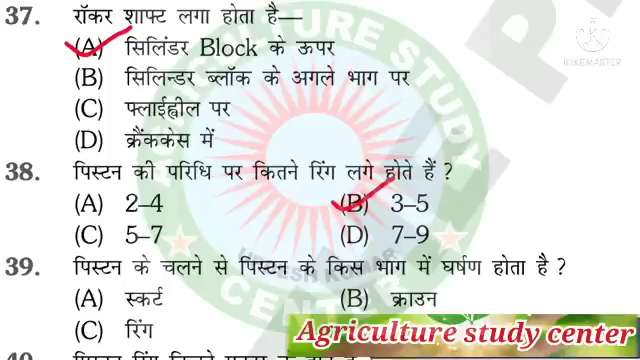 37. रॉकर शाफ्ट लगा होता है—
(A) सिलिंडर Block के ऊपर
(B) सिलिन्डर ब्लॉक के अगले भाग पर
(C) फ्लाईह्वील पर
(D) क्रैंककेस में
38. पिस्टन की परिधि पर कितने रिंग लगे होते हैं ?
(A) 2–4 (B) 3–5
(C) 5–7 (D) 7–9
39. पिस्टन के चलने से पिस्टन के किस भाग में घर्षण होता है ?
(A) स्कर्ट (B) क्राउन
(C) रिंग
Agriculture study center
KINEMASTER